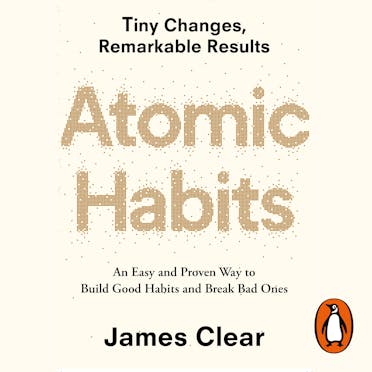 Tiny Changes,
Remarkable Results
Atomic
Habits
An Easy and Proven Way to
Build Good Habits and Break Bad Ones
James Clear